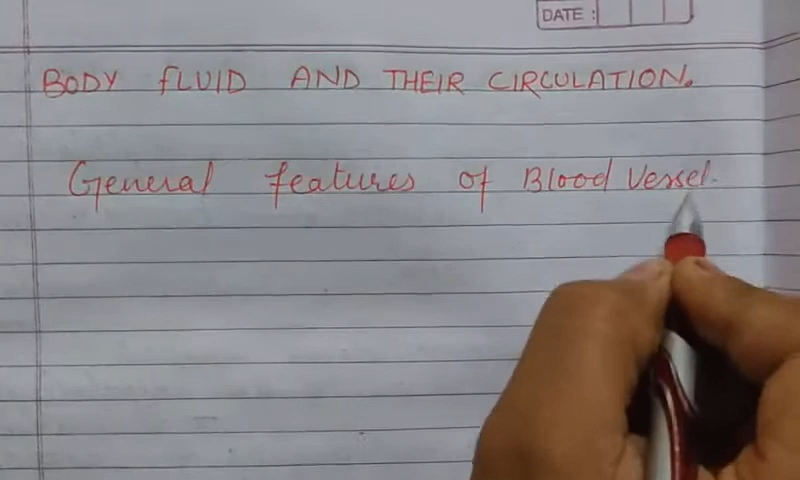 DATE :
BODY FLUID AND THEIR CIRCULATION.
General features of Blood Vessel.